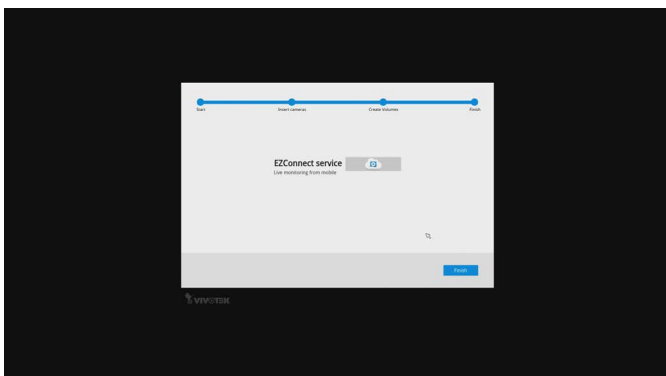 Start
Insert cameras
Create Volumes
Finish
EZConnect service
Live monitoring from mobile
Finish
VIVOTEK